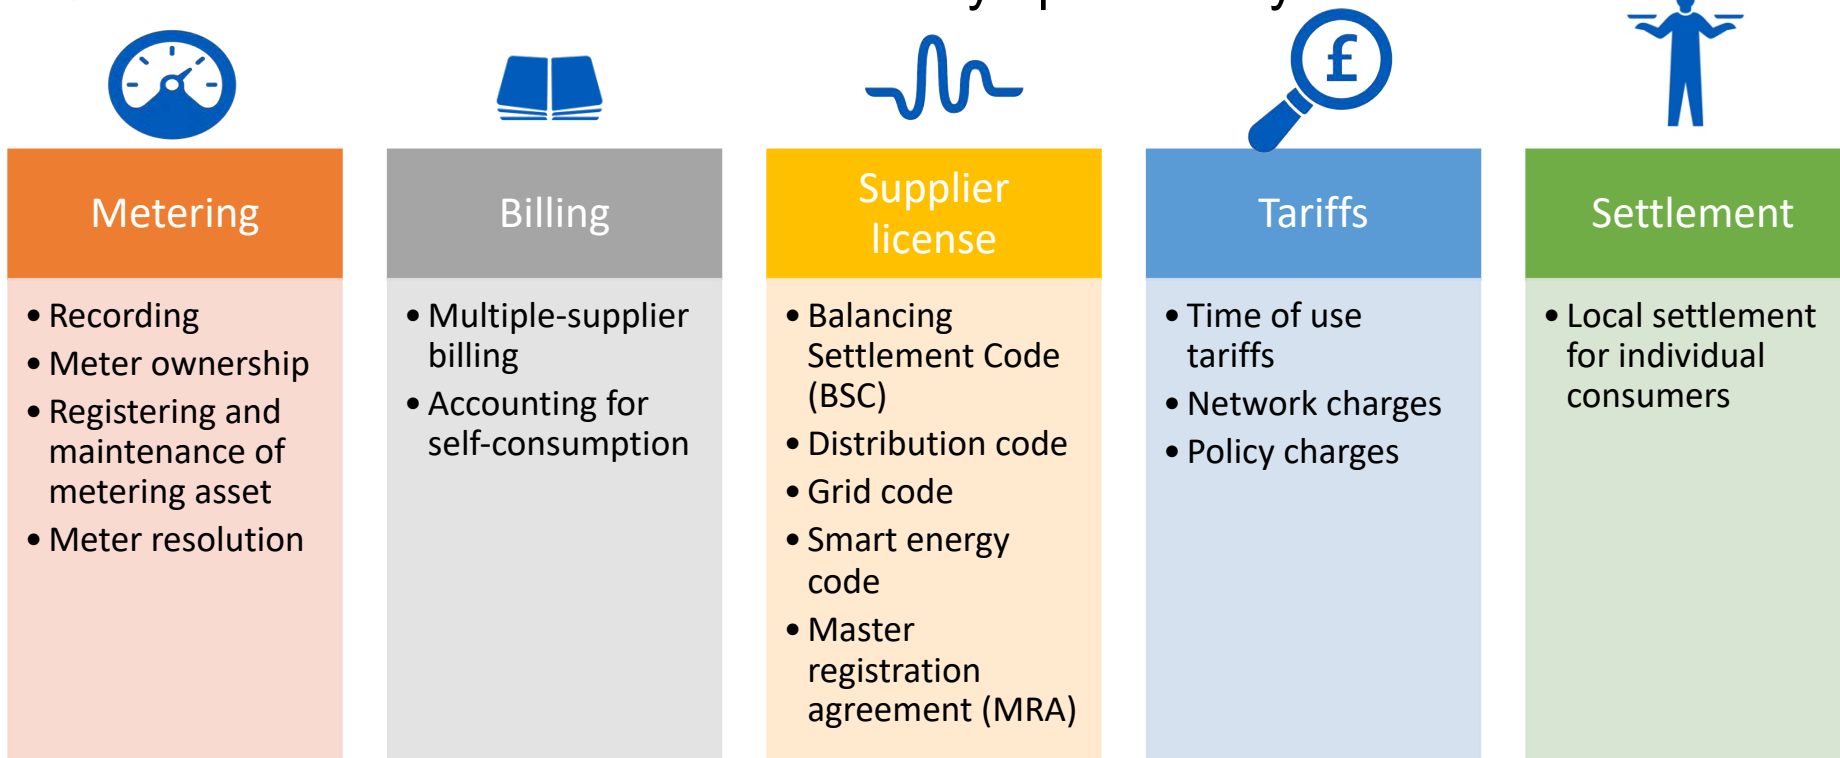 £
Metering
• Recording
• Meter ownership
• Registering and
maintenance of
metering asset
• Meter resolution
Billing
• Multiple-supplier
billing
• Accounting for
self-consumption
Supplier
license
• Balancing
Settlement Code
(BSC)
• Distribution code
• Grid code
• Smart energy
code
• Master
registration
agreement (MRA)
Tariffs
• Time of use
tariffs
• Network charges
• Policy charges
Settlement
• Local settlement
for individual
consumers